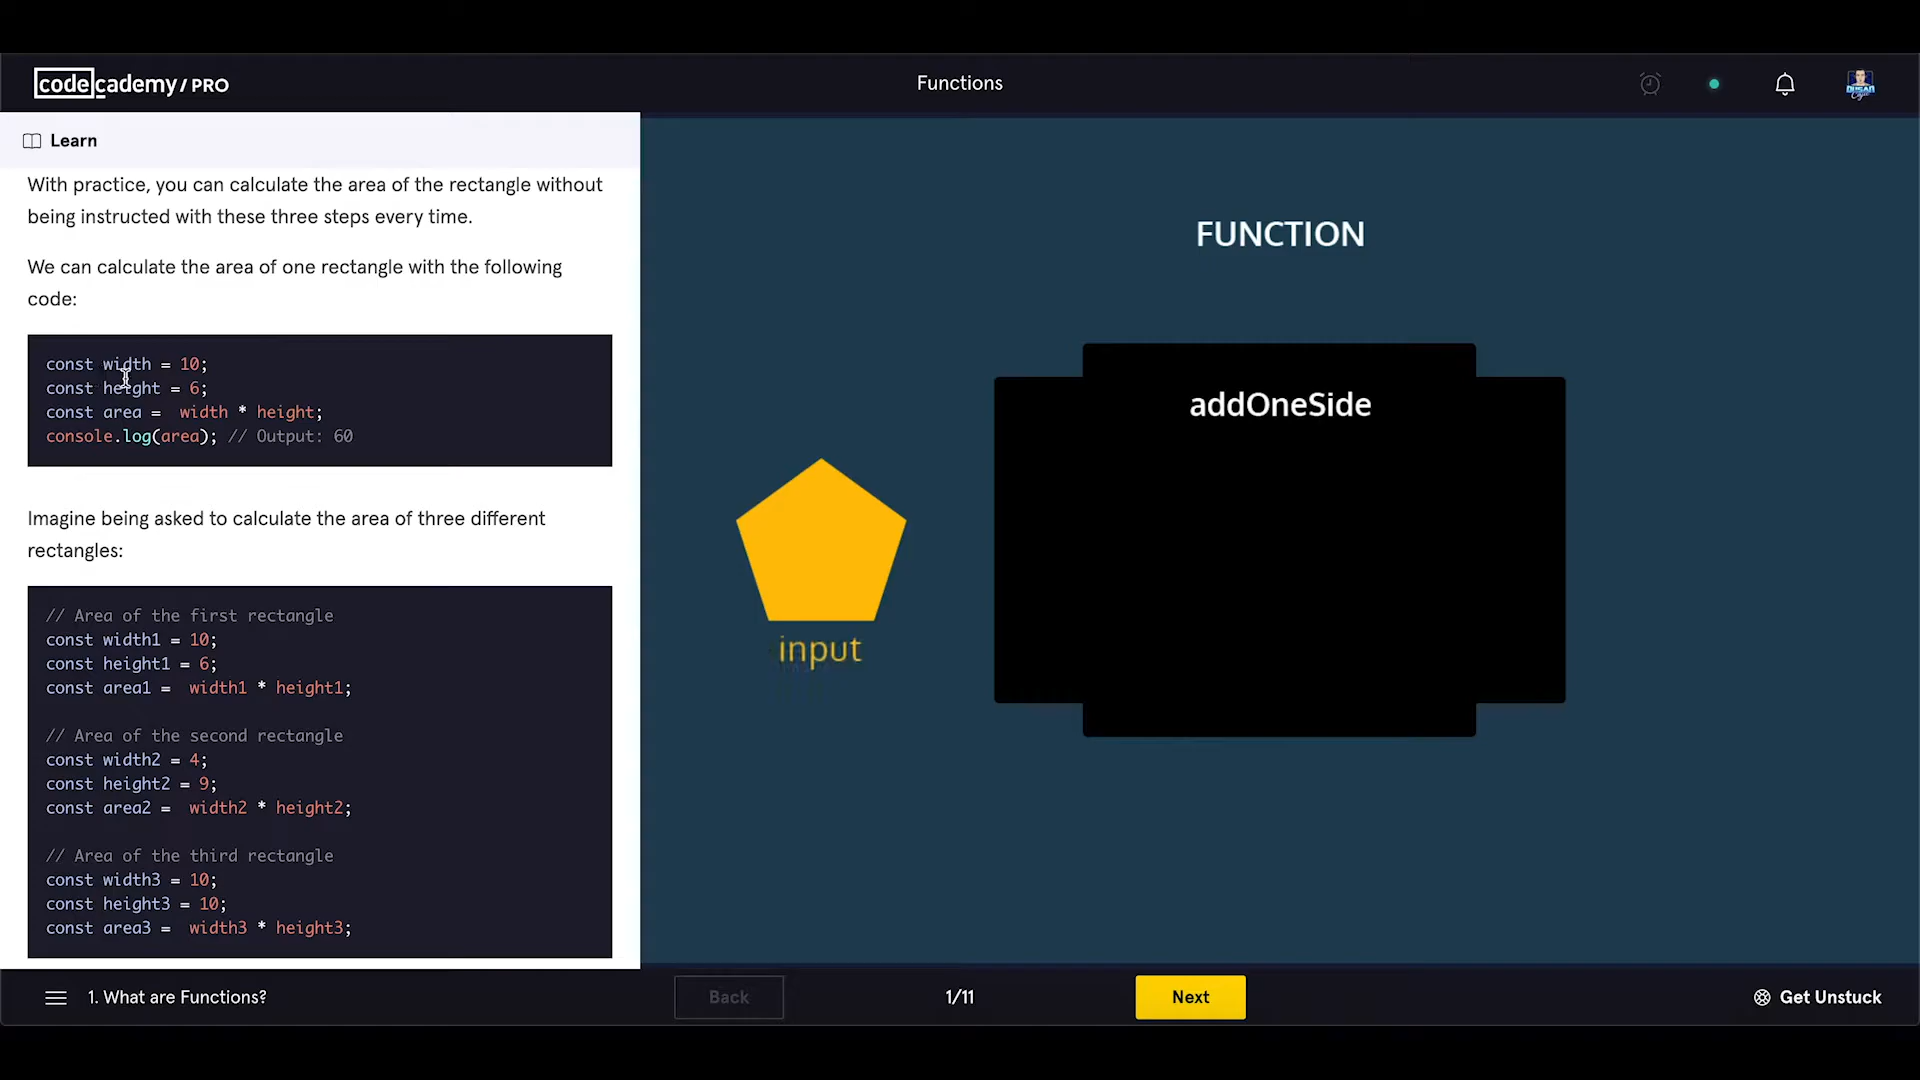 codecademy/PRO
Functions
Learn
With practice, you can calculate the area of the rectangle without
being instructed with these three steps every time.
We can calculate the area of one rectangle with the following
code:
const width = 10;
const height = 6;
const area =  width * height;
console.log(area); // Output: 60
Imagine being asked to calculate the area of three different
rectangles:
// Area of the first rectangle
const width1 = 10;
const height1 = 6;
const area1 =  width1 * height1;
// Area of the second rectangle
const width2 = 4;
const height2 = 9;
const area2 =  width2 * height2;
// Area of the third rectangle
const width3 = 10;
const height3 = 10;
const area3 =  width3 * height3;
FUNCTION
addOneSide
input
1. What are Functions?
Back
1/11
Next
Get Unstuck